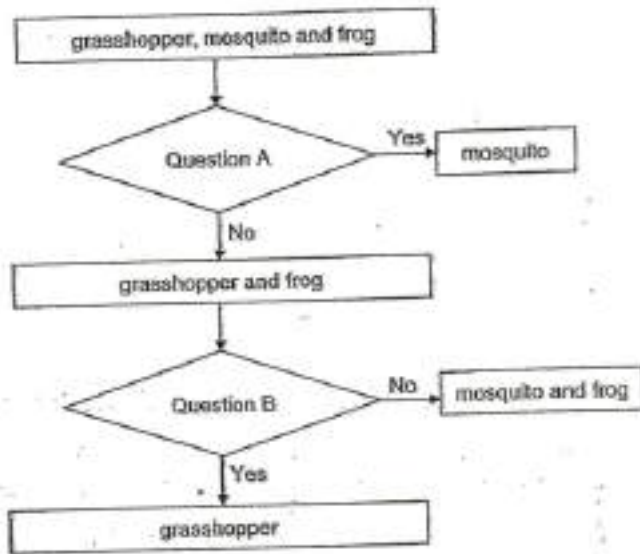 grasshopper, mosquito and frog
Question A
Yes
mosquito
No
grasshopper and frog
Question B
No
mosquito and frog
Yes
grasshopper